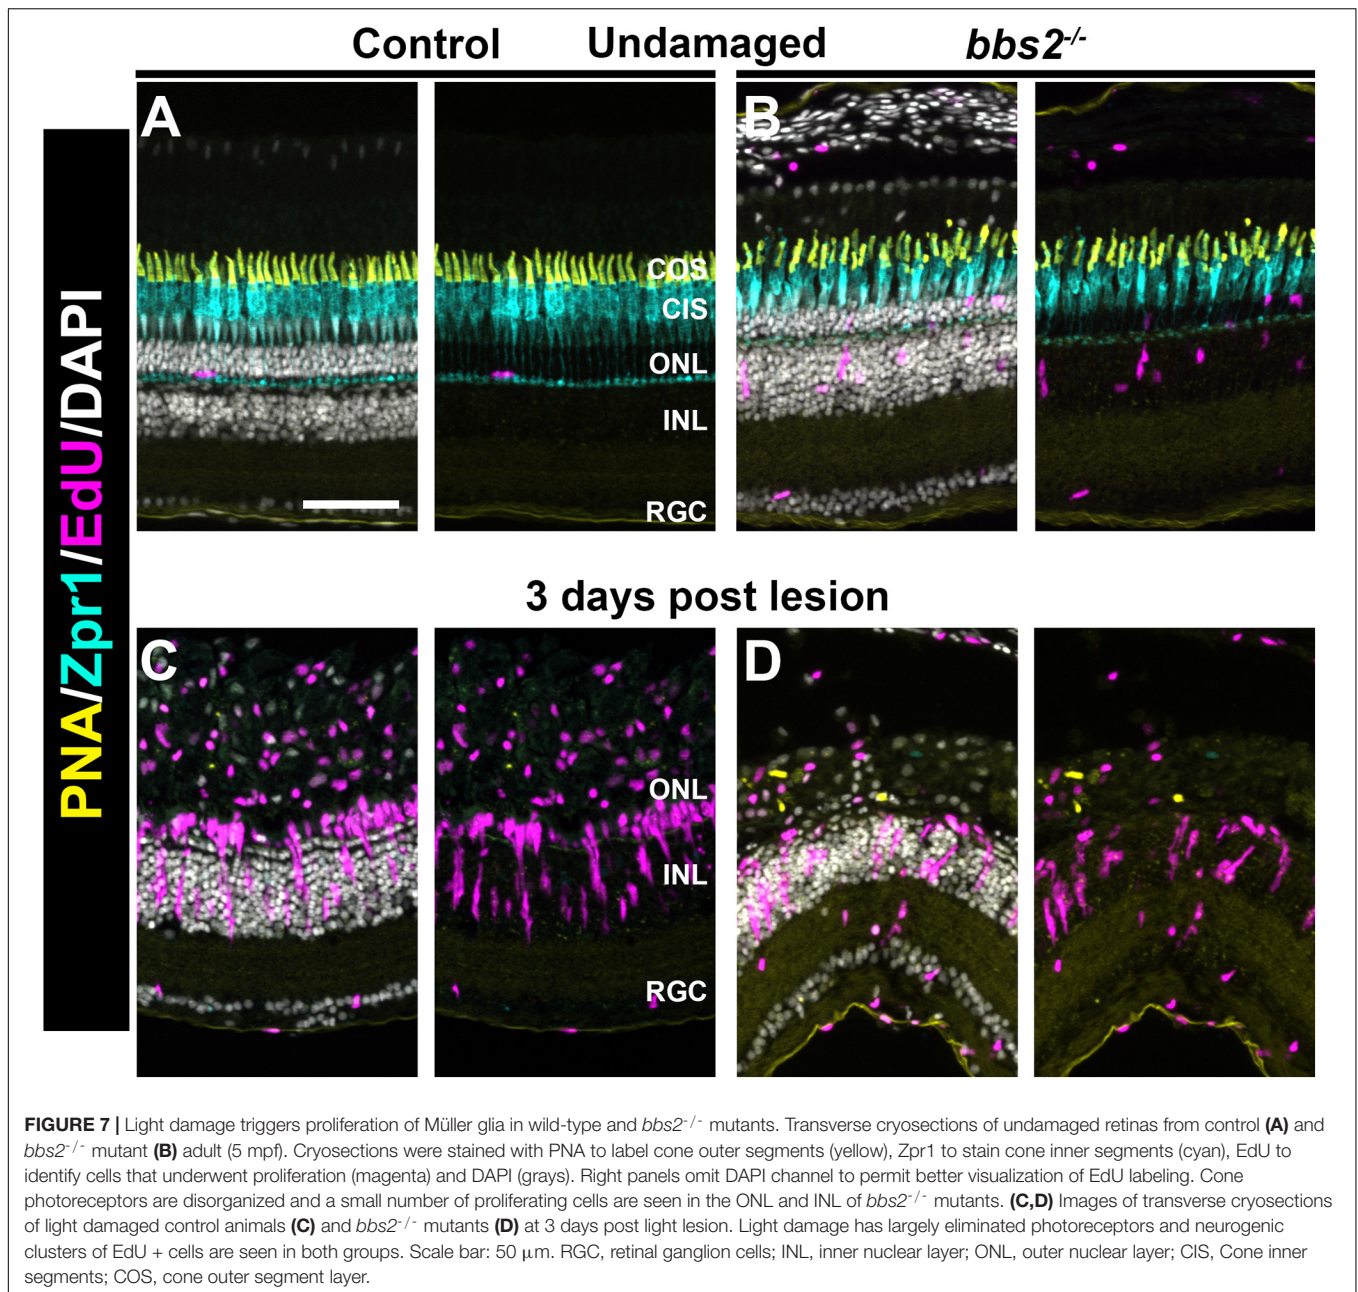 Control Undamaged bbs2-/-
PNA/Zpr1/EdU/DAPI
A
COS
CIS
ONL
INL
RGC
B
3 days post lesion
C
ONL
INL
RGC
D
FIGURE 7 | Light damage triggers proliferation of Müller glia in wild-type and bbs2-/- mutants. Transverse cryosections of undamaged retinas from control (A) and
bbs2-/- mutant (B) adult (5 mpf). Cryosections were stained with PNA to label cone outer segments (yellow), Zpr1 to stain cone inner segments (cyan), EdU to
identify cells that underwent proliferation (magenta) and DAPI (grays). Right panels omit DAPI channel to permit better visualization of EdU labeling. Cone
photoreceptors are disorganized and a small number of proliferating cells are seen in the ONL and INL of bbs2-/- mutants. (C,D) Images of transverse cryosections
of light damaged control animals (C) and bbs2-/- mutants (D) at 3 days post light lesion. Light damage has largely eliminated photoreceptors and neurogenic
clusters of EdU + cells are seen in both groups. Scale bar: 50 μm. RGC, retinal ganglion cells; INL, inner nuclear layer; ONL, outer nuclear layer; CIS, Cone inner
segments; COS, cone outer segment layer.